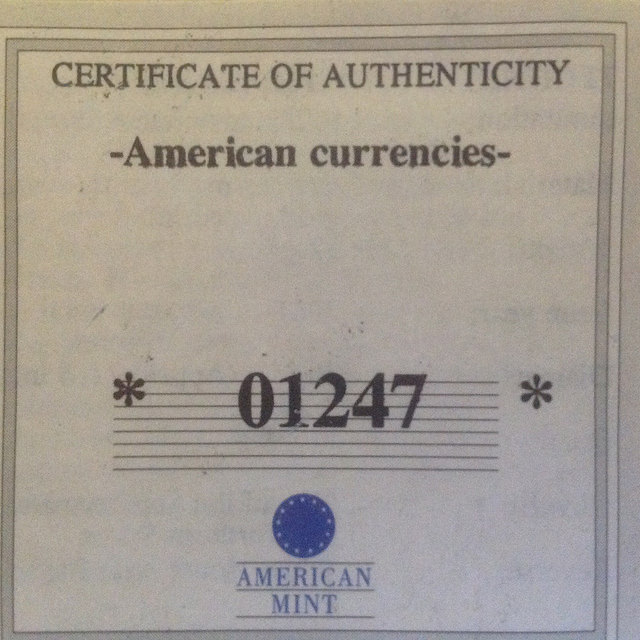 CERTIFICATE OF AUTHENTICITY
-American currencies-
* 01247 *
AMERICAN
MINT